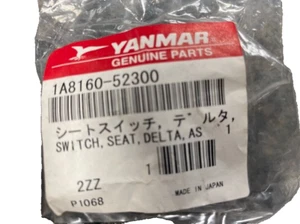 YANMAR
GENUINE PARTS
1A8160-52300
シートスイッチ, デルタ,
SWITCH,SEAT,DELTA,AS 1
1
2ZZ
P1068 MADE IN JAPAN